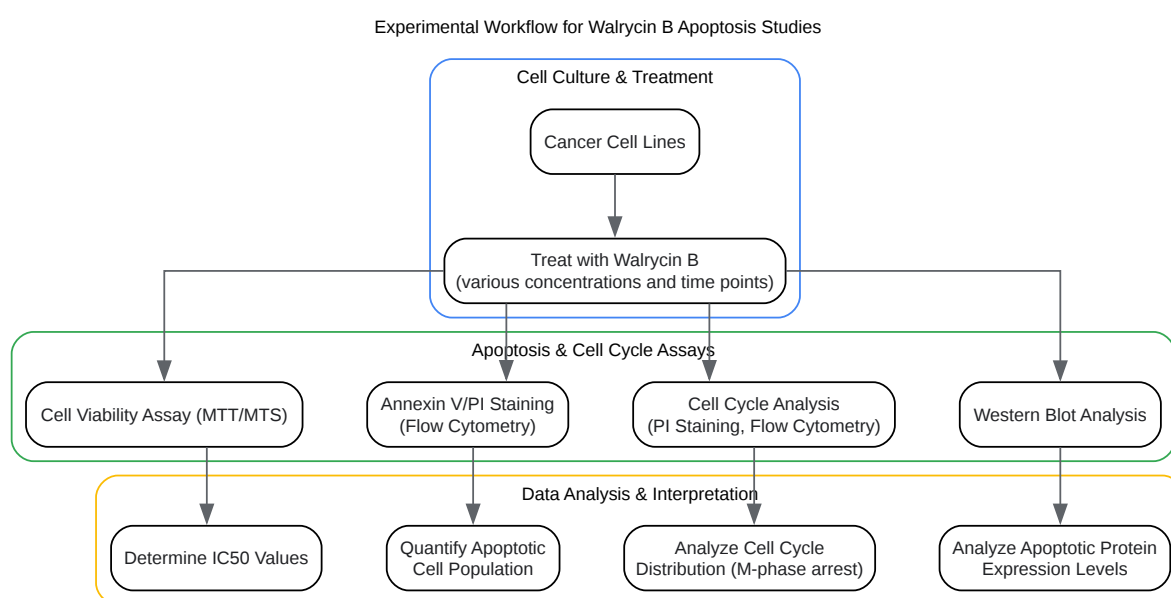 Experimental Workflow for Walrycin B Apoptosis Studies
Cell Culture & Treatment
Cancer Cell Lines
Treat with Walrycin B
(various concentrations and time points)
Apoptosis & Cell Cycle Assays
Cell Viability Assay (MTT/MTS)
Annexin V/PI Staining
(Flow Cytometry)
Cell Cycle Analysis
(PI Staining, Flow Cytometry)
Western Blot Analysis
Data Analysis & Interpretation
Determine IC50 Values
Quantify Apoptotic
Cell Population
Analyze Cell Cycle
Distribution (M-phase arrest)
Analyze Apoptotic Protein
Expression Levels